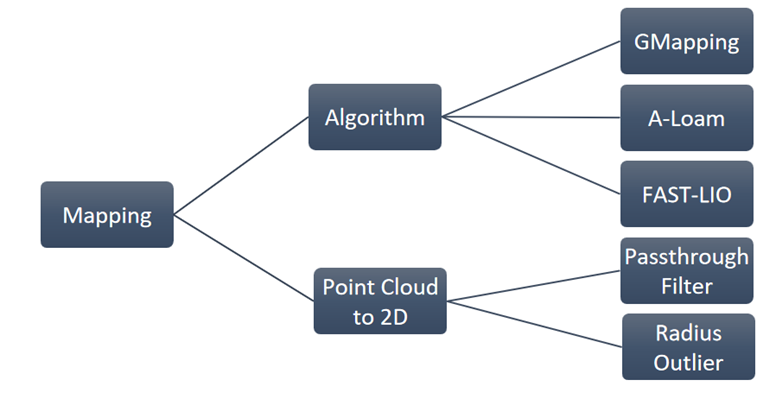 Mapping
Algorithm
GMapping
A-Loam
FAST-LIO
Point Cloud
to 2D
Passthrough
Filter
Radius
Outlier